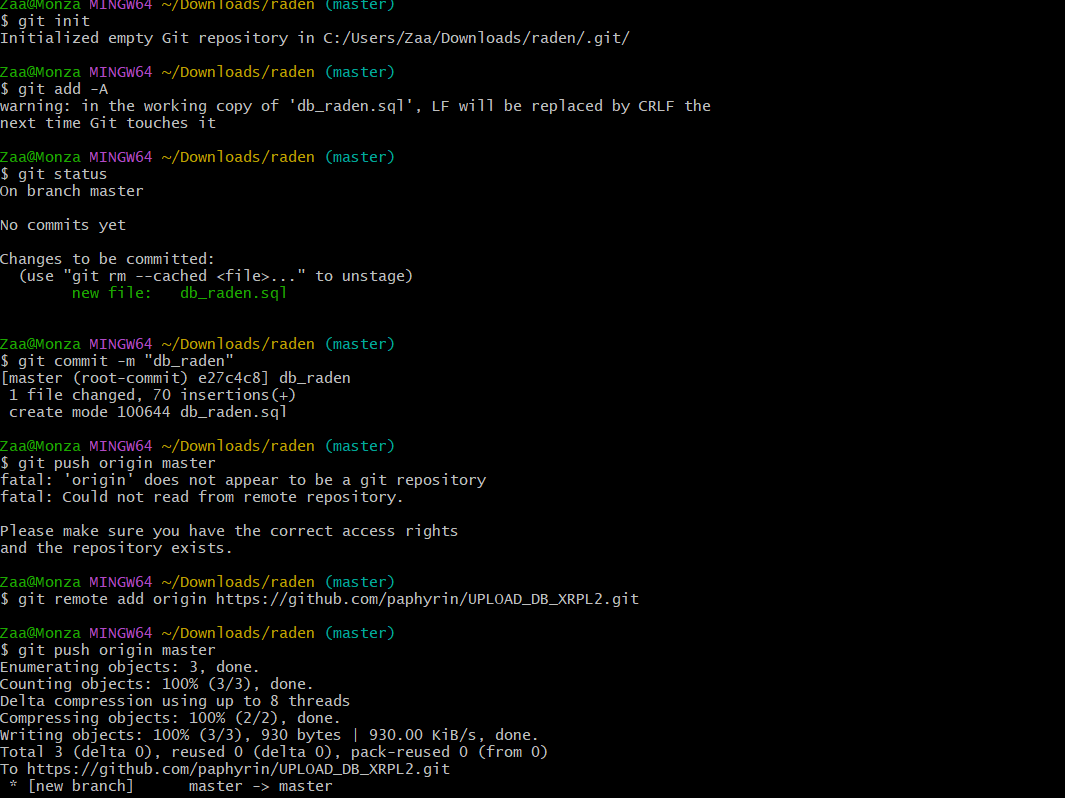 Zaa@Monza MINGW64 ~/Downloads/raden (master)
$ git init
Initialized empty Git repository in C:/Users/Zaa/Downloads/raden/.git/

Zaa@Monza MINGW64 ~/Downloads/raden (master)
$ git add -A
warning: in the working copy of 'db_raden.sql', LF will be replaced by CRLF the
next time Git touches it

Zaa@Monza MINGW64 ~/Downloads/raden (master)
$ git status
On branch master

No commits yet

Changes to be committed:
  (use "git rm --cached <file>..." to unstage)
        new file:   db_raden.sql


Zaa@Monza MINGW64 ~/Downloads/raden (master)
$ git commit -m "db_raden"
[master (root-commit) e27c4c8] db_raden
 1 file changed, 70 insertions(+)
 create mode 100644 db_raden.sql

Zaa@Monza MINGW64 ~/Downloads/raden (master)
$ git push origin master
fatal: 'origin' does not appear to be a git repository
fatal: Could not read from remote repository.

Please make sure you have the correct access rights
and the repository exists.

Zaa@Monza MINGW64 ~/Downloads/raden (master)
$ git remote add origin https://github.com/paphyrin/UPLOAD_DB_XRPL2.git

Zaa@Monza MINGW64 ~/Downloads/raden (master)
$ git push origin master
Enumerating objects: 3, done.
Counting objects: 100% (3/3), done.
Delta compression using up to 8 threads
Compressing objects: 100% (2/2), done.
Writing objects: 100% (3/3), 930 bytes | 930.00 KiB/s, done.
Total 3 (delta 0), reused 0 (delta 0), pack-reused 0 (from 0)
To https://github.com/paphyrin/UPLOAD_DB_XRPL2.git
 * [new branch]      master -> master